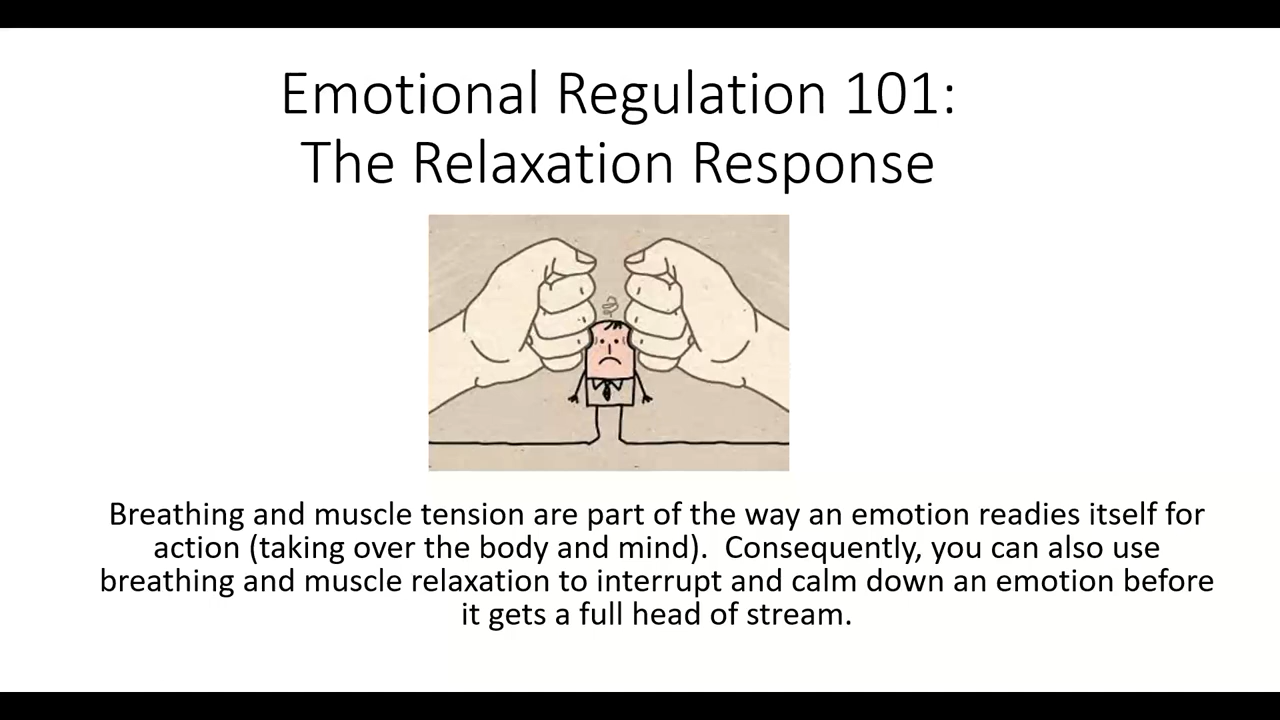 Emotional Regulation 101:
The Relaxation Response
Breathing and muscle tension are part of the way an emotion readies itself for
action (taking over the body and mind).  Consequently, you can also use
breathing and muscle relaxation to interrupt and calm down an emotion before
it gets a full head of stream.